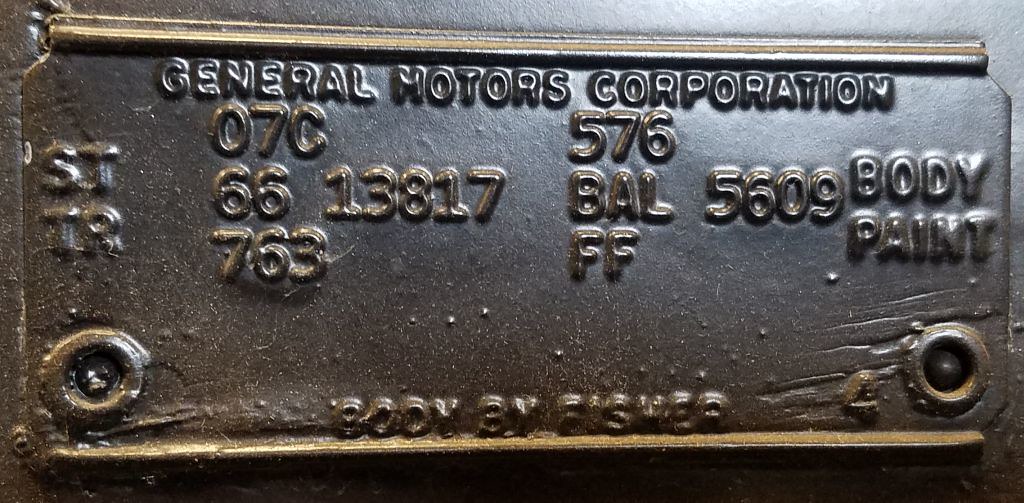 GENERAL MOTORS CORPORATION
07C 576
ST 66 13817 BAL 5609 BODY
TR 763 FF PAINT
BODY BY FISHER 4